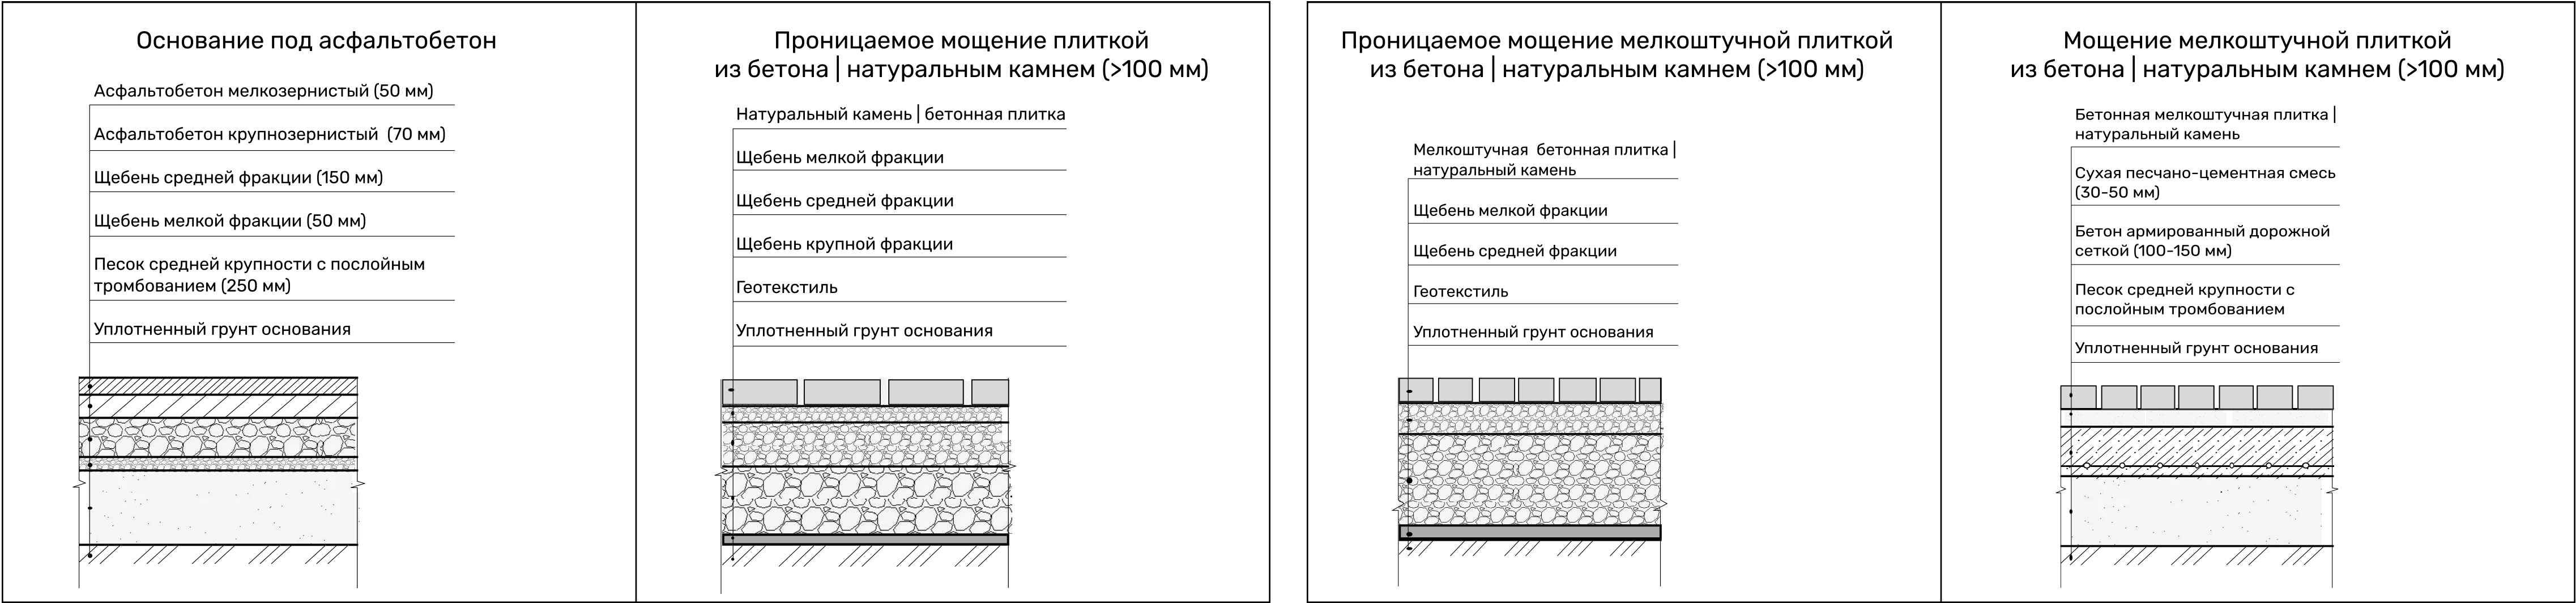 Основание под асфальтобетон
Асфальтобетон мелкозернистый (50 мм)
Асфальтобетон крупнозернистый (70 мм)
Щебень средней фракции (150 мм)
Щебень мелкой фракции (50 мм)
Песок средней крупности с послойным
тромбованием (250 мм)
Уплотненный грунт основания
Проницаемое мощение плиткой
из бетона | натуральным камнем (>100 мм)
Натуральный камень | бетонная плитка
Щебень мелкой фракции
Щебень средней фракции
Щебень крупной фракции
Геотекстиль
Уплотненный грунт основания
Проницаемое мощение мелкоштучной плиткой
из бетона | натуральным камнем (>100 мм)
Мелкоштучная бетонная плитка |
натуральный камень
Щебень мелкой фракции
Щебень средней фракции
Геотекстиль
Уплотненный грунт основания
Мощение мелкоштучной плиткой
из бетона | натуральным камнем (>100 мм)
Бетонная мелкоштучная плитка |
натуральный камень
Сухая песчано-цементная смесь
(30-50 мм)
Бетон армированный дорожной
сеткой (100-150 мм)
Песок средней крупности с
послойным тромбованием
Уплотненный грунт основания